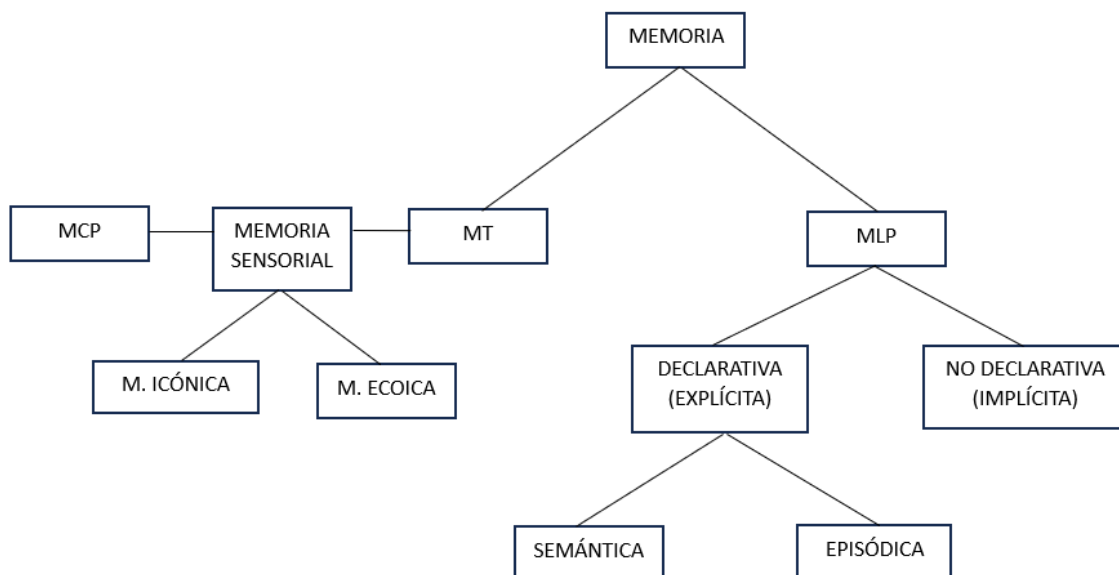 MEMORIA
MCP
MEMORIA
SENSORIAL
MT
MLP
M. ICÓNICA
M. ECOICA
DECLARATIVA
(EXPLÍCITA)
NO DECLARATIVA
(IMPLÍCITA)
SEMÁNTICA
EPISÓDICA